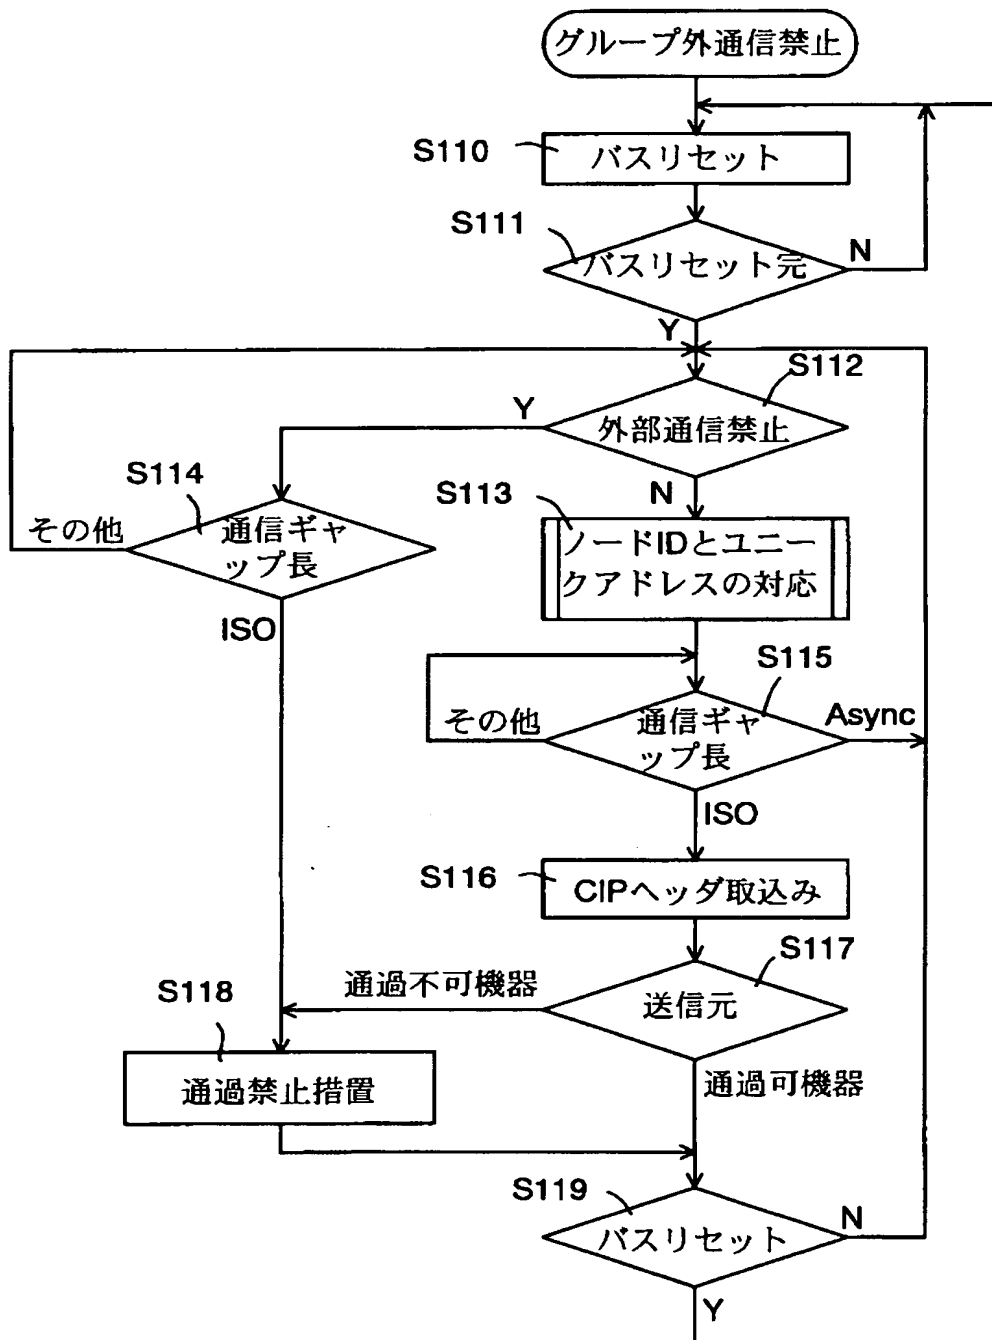 グループ外通信禁止
S110
バスリセット
S111
バスリセット完
N
Y
S112
Y
外部通信禁止
S114
N
S113
その他
通信ギャ
ップ長
ノードIDとユニー
クアドレスの対応
ISO
S115
その他
通信ギャ
ップ長
Async
ISO
S116
CIPヘッダ取込み
S117
通過不可機器
送信元
S118
通過禁止措置
通過可機器
S119
バスリセット
N
Y